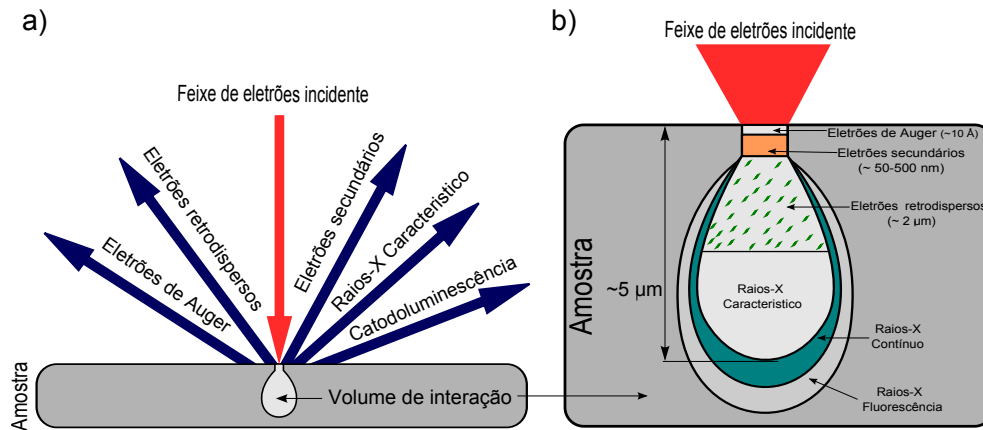 a)
Feixe de eletrões incidente
Eletrões de Auger
Eletrões retrodispersos
Eletrões secundários
Raios-X Caracteristico
Catodoluminescência
Amostra
Volume de interação
b)
Feixe de eletrões incidente
Eletrões de Auger (~10 Å)
Eletrões secundários
(~ 50-500 nm)
Eletrões retrodispersos
(~ 2 µm)
Amostra
~5 µm
Raios-X
Caracteristico
Raios-X
Contínuo
Raios-X
Fluorescência